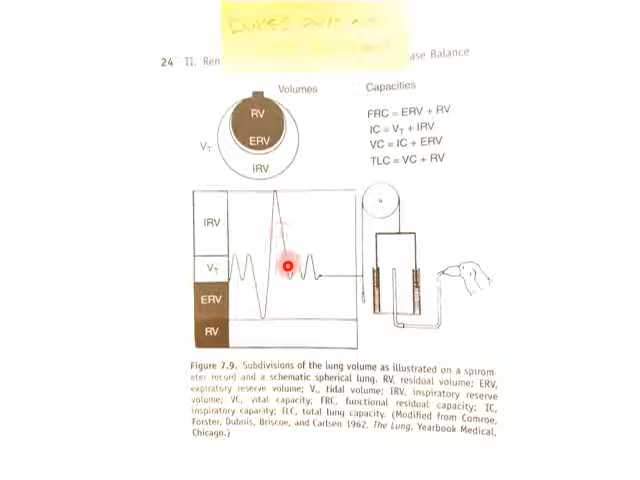 24 II. Ren
ase Balance
Volumes
Capacities
RV
ERV
VT
IRV
FRC = ERV + RV
IC = VT + IRV
VC = IC + ERV
TLC = VC + RV
IRV
VT
ERV
RV
Figure 7.9. Subdivisions of the lung volume as illustrated on a spirom-
eter record and a schematic spherical lung. RV, residual volume; ERV,
expiratory reserve volume; V., tidal volume; IRV, inspiratory reserve
volume; VC, vital capacity; FRC, functional residual capacity; IC,
inspiratory capacity; TLC, total lung capacity. (Modified from Comroe,
Forster, Dubois, Briscoe, and Carlsen 1962, The Lung, Yearbook Medical,
Chicago.)